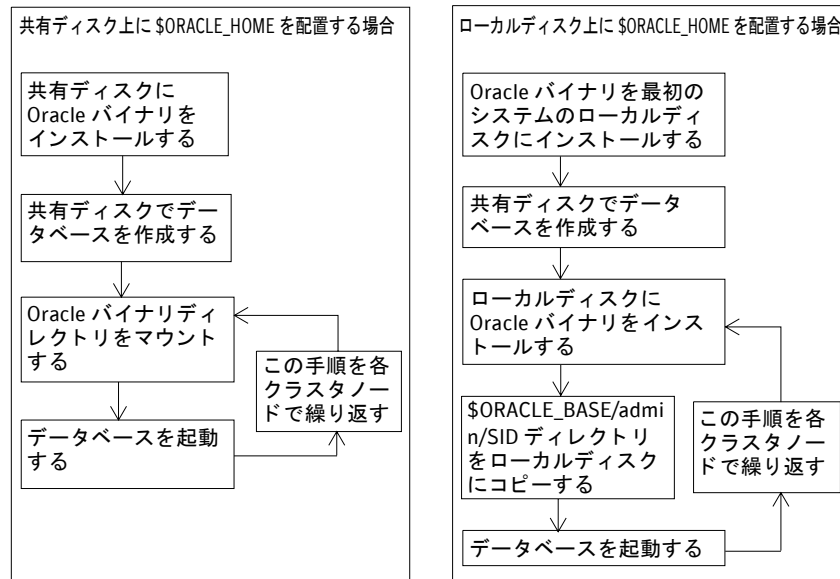 共有ディスク上に $ORACLE_HOME を配置する場合
共有ディスクに
Oracle バイナリを
インストールする
共有ディスクでデー
タベースを作成する
Oracle バイナリディ
レクトリをマウント
する
この手順を各
クラスタノー
ドで繰り返す
データベースを起動
する
ローカルディスク上に $ORACLE_HOME を配置する場合
Oracle バイナリを最初の
システムのローカルディ
スクにインストールする
共有ディスクでデータ
ベースを作成する
ローカルディスクに
Oracle バイナリをインス
トールする
$ORACLE_BASE/admi
n/SID ディレクトリ
をローカルディスク
にコピーする
この手順を各
クラスタノー
ドで繰り返す
データベースを起動する